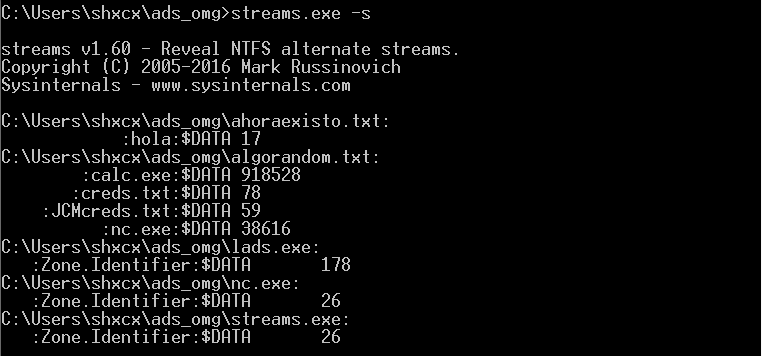 C:\Users\shxcx\ads_omg>streams.exe -s
streams v1.60 - Reveal NTFS alternate streams.
Copyright (C) 2005-2016 Mark Russinovich
Sysinternals - www.sysinternals.com
C:\Users\shxcx\ads_omg\ahoraexisto.txt:
:hola:$DATA 17
C:\Users\shxcx\ads_omg\algorandom.txt:
:calc.exe:$DATA 918528
:creds.txt:$DATA 78
:JCMcreds.txt:$DATA 59
:nc.exe:$DATA 38616
C:\Users\shxcx\ads_omg\lads.exe:
:Zone.Identifier:$DATA 178
C:\Users\shxcx\ads_omg\nc.exe:
:Zone.Identifier:$DATA 26
C:\Users\shxcx\ads_omg\streams.exe:
:Zone.Identifier:$DATA 26